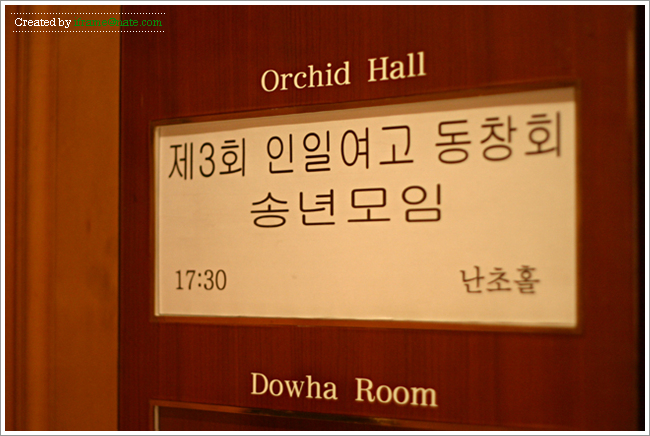 Created by
Orchid Hall
제3회 인일여고 동창회
송년모임
17:30 난초홀
Dowha Room